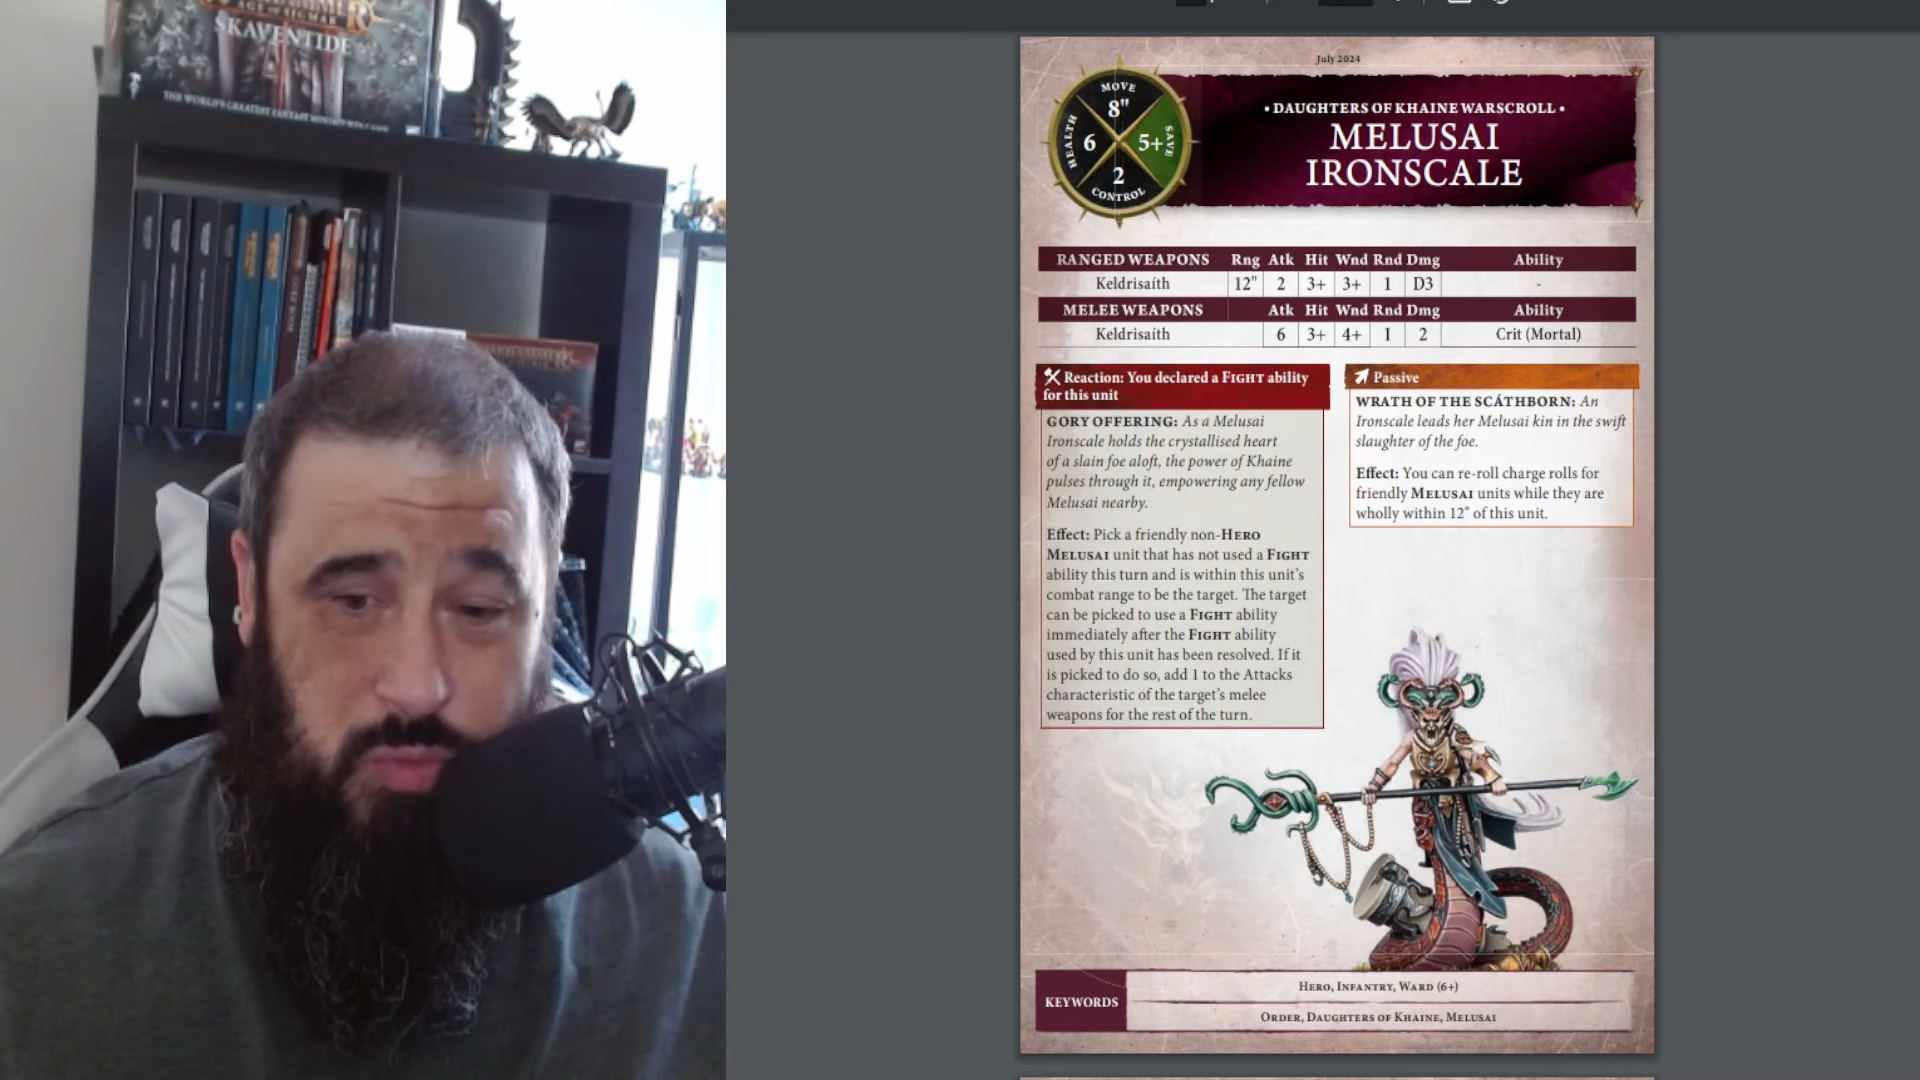 SKAVENTIDE
THE WORLD'S GREATEST FANTASY
July 2024
MOVE
8"
HEALTH
6
5+
SAVE
2
CONTROL
• DAUGHTERS OF KHAINE WARSCROLL •
MELUSAI
IRONSCALE
RANGED WEAPONS Rng Atk Hit Wnd Rnd Dmg Ability
Keldrisaíth 12" 2 3+ 3+ 1 D3 -
MELEE WEAPONS Atk Hit Wnd Rnd Dmg Ability
Keldrisaíth 6 3+ 4+ 1 2 Crit (Mortal)
Reaction: You declared a FIGHT ability
for this unit
GORY OFFERING: As a Melusai
Ironscale holds the crystallised heart
of a slain foe aloft, the power of Khaine
pulses through it, empowering any fellow
Melusai nearby.
Effect: Pick a friendly non-HERO
MELUSAI unit that has not used a FIGHT
ability this turn and is within this unit's
combat range to be the target. The target
can be picked to use a FIGHT ability
immediately after the FIGHT ability
used by this unit has been resolved. If it
is picked to do so, add 1 to the Attacks
characteristic of the target's melee
weapons for the rest of the turn.
Passive
WRATH OF THE SCÁTHBORN: An
Ironscale leads her Melusai kin in the swift
slaughter of the foe.
Effect: You can re-roll charge rolls for
friendly MELUSAI units while they are
wholly within 12" of this unit.
KEYWORDS
HERO, INFANTRY, WARD (6+)
ORDER, DAUGHTERS OF KHAINE, MELUSAI